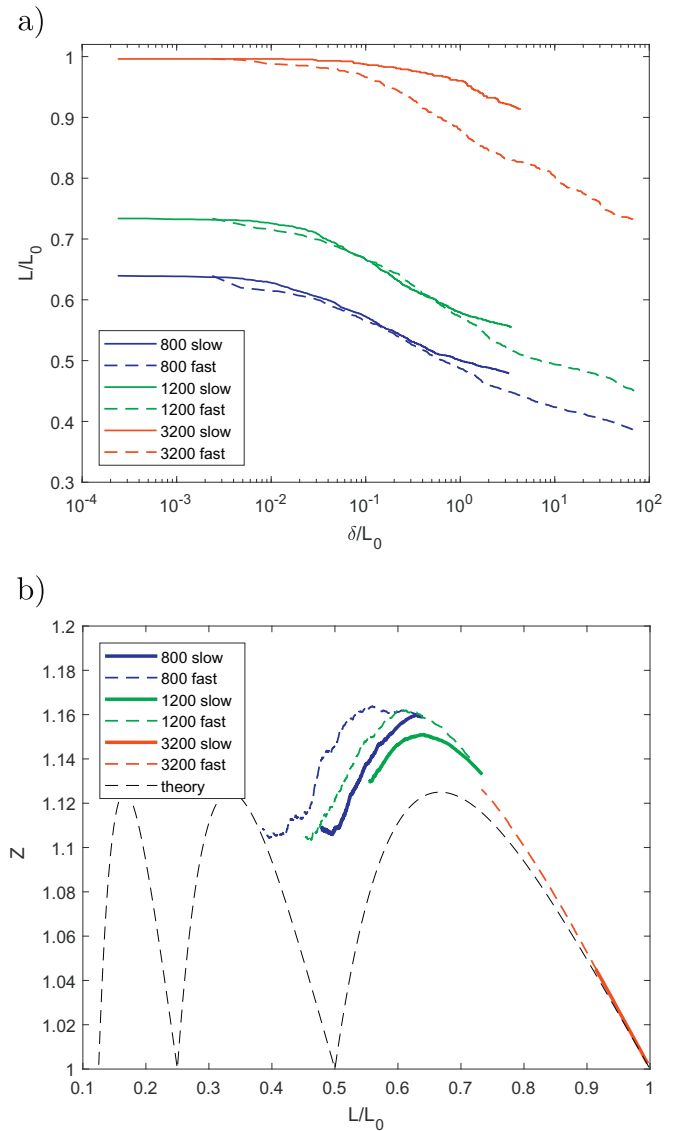 a)
1
0.9
0.8
0.7
0.6
0.5
0.4
0.3
L/L₀
800 slow
800 fast
1200 slow
1200 fast
3200 slow
3200 fast
10⁻⁴ 10⁻³ 10⁻² 10⁻¹ 10⁰ 10¹ 10²
δ/L₀
b)
1.2
1.18
1.16
1.14
1.12
1.1
1.08
1.06
1.04
1.02
1
Z
800 slow
800 fast
1200 slow
1200 fast
3200 slow
3200 fast
theory
0.1 0.2 0.3 0.4 0.5 0.6 0.7 0.8 0.9 1
L/L₀